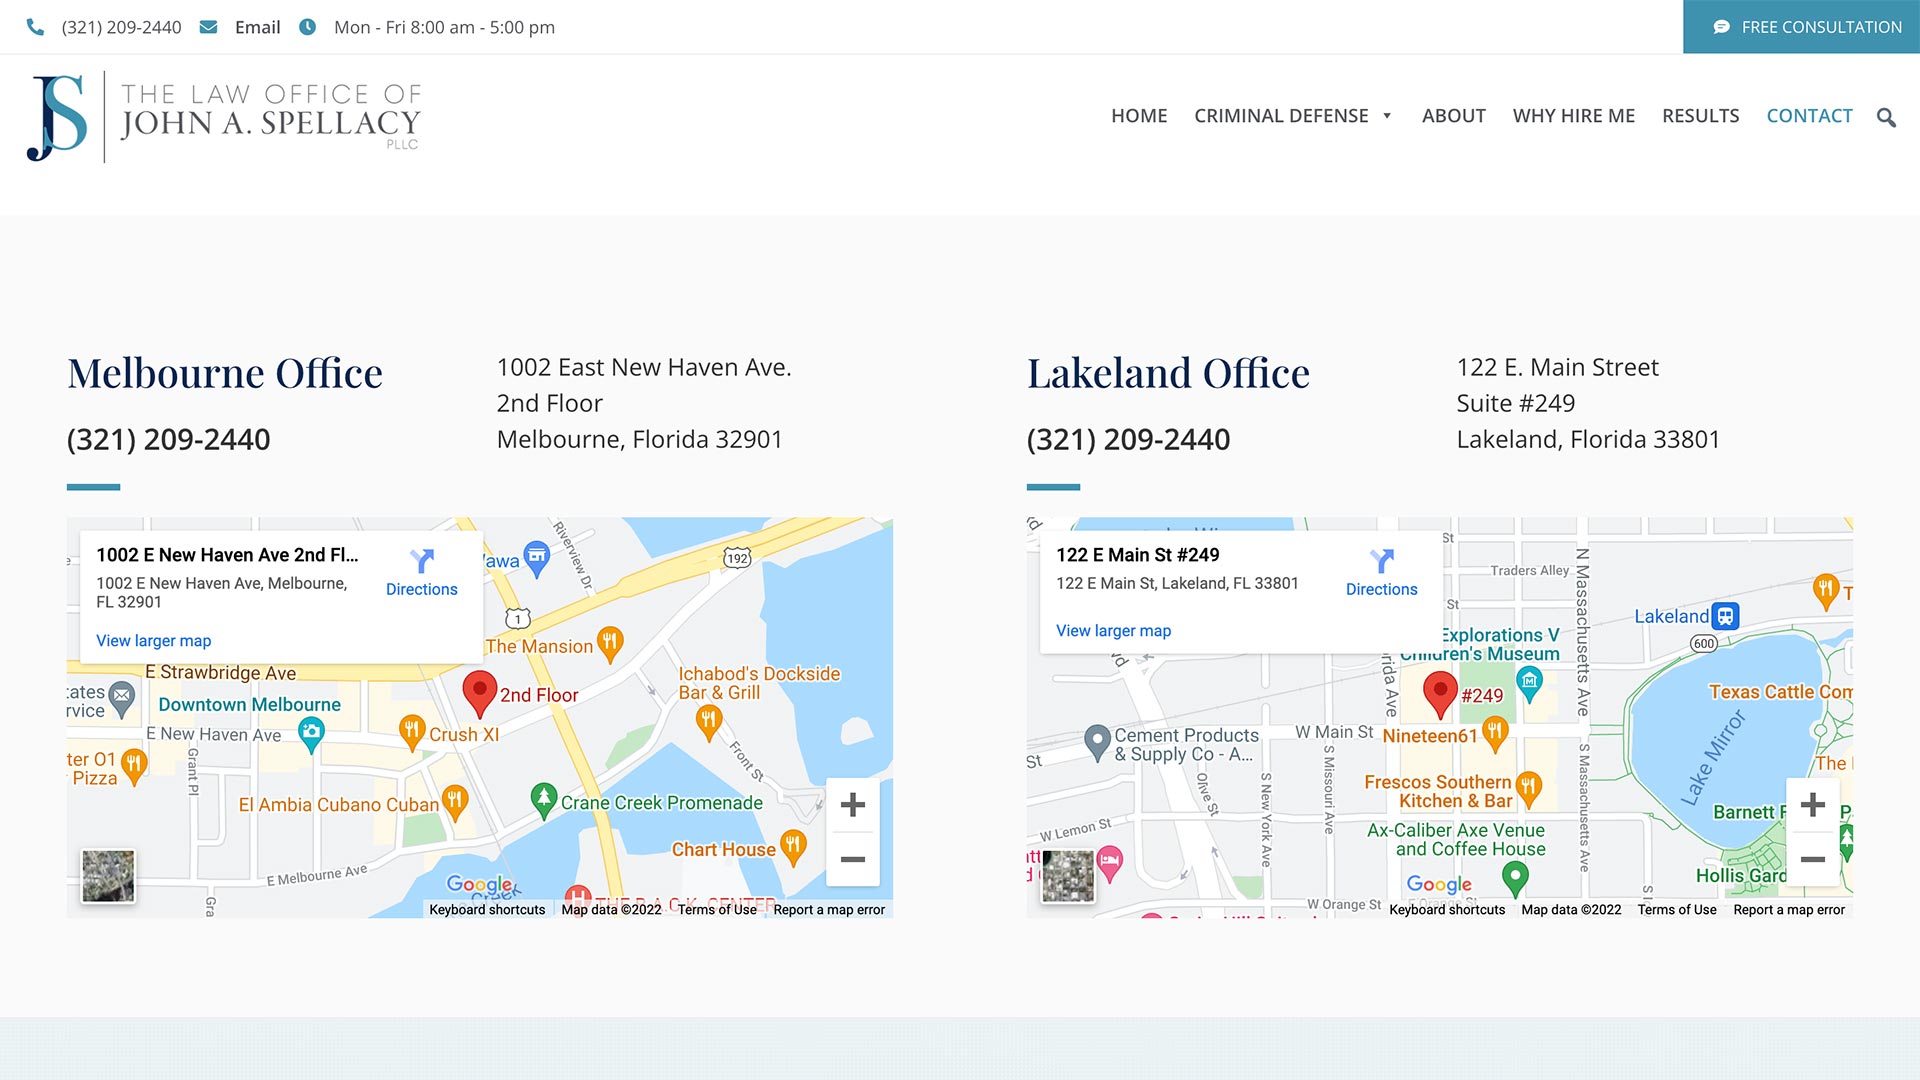 (321) 209-2440 Email Mon - Fri 8:00 am - 5:00 pm
FREE CONSULTATION
JS
THE LAW OFFICE OF
JOHN A. SPELLACY
PLLC
HOME CRIMINAL DEFENSE ABOUT WHY HIRE ME RESULTS CONTACT
Melbourne Office
(321) 209-2440
1002 East New Haven Ave.
2nd Floor
Melbourne, Florida 32901
1002 E New Haven Ave 2nd Fl...
1002 E New Haven Ave, Melbourne,
FL 32901
View larger map
Directions
Riverview Dr
192
1
The Mansion
E Strawbridge Ave
Ichabod's Dockside
Bar & Grill
2nd Floor
Downtown Melbourne
E New Haven Ave
Crush XI
Pizza
Grant Pl
Front St
El Ambia Cubano Cuban
Crane Creek Promenade
Chart House
E Melbourne Ave
Google
Creek
H THE B.A.C.K. CENTER
Keyboard shortcuts Map data ©2022 Terms of Use Report a map error
Lakeland Office
(321) 209-2440
122 E. Main Street
Suite #249
Lakeland, Florida 33801
122 E Main St #249
122 E Main St, Lakeland, FL 33801
View larger map
Directions
St
Traders Alley
N Massachusetts Ave
St
Lakeland
600
Explorations V
Children's Museum
#249
Texas Cattle Com
Cement Products
& Supply Co - A...
W Main St
Nineteen61
St
Lake Mirror
The
Frescos Southern
Kitchen & Bar
Olive St
S New York Ave
S Missouri Ave
S Massachusetts Ave
Barnett
W Lemon St
Ax-Caliber Axe Venue
and Coffee House
Hollis Gard
W Orange St
E Orange St
Google
Keyboard shortcuts Map data ©2022 Terms of Use Report a map error